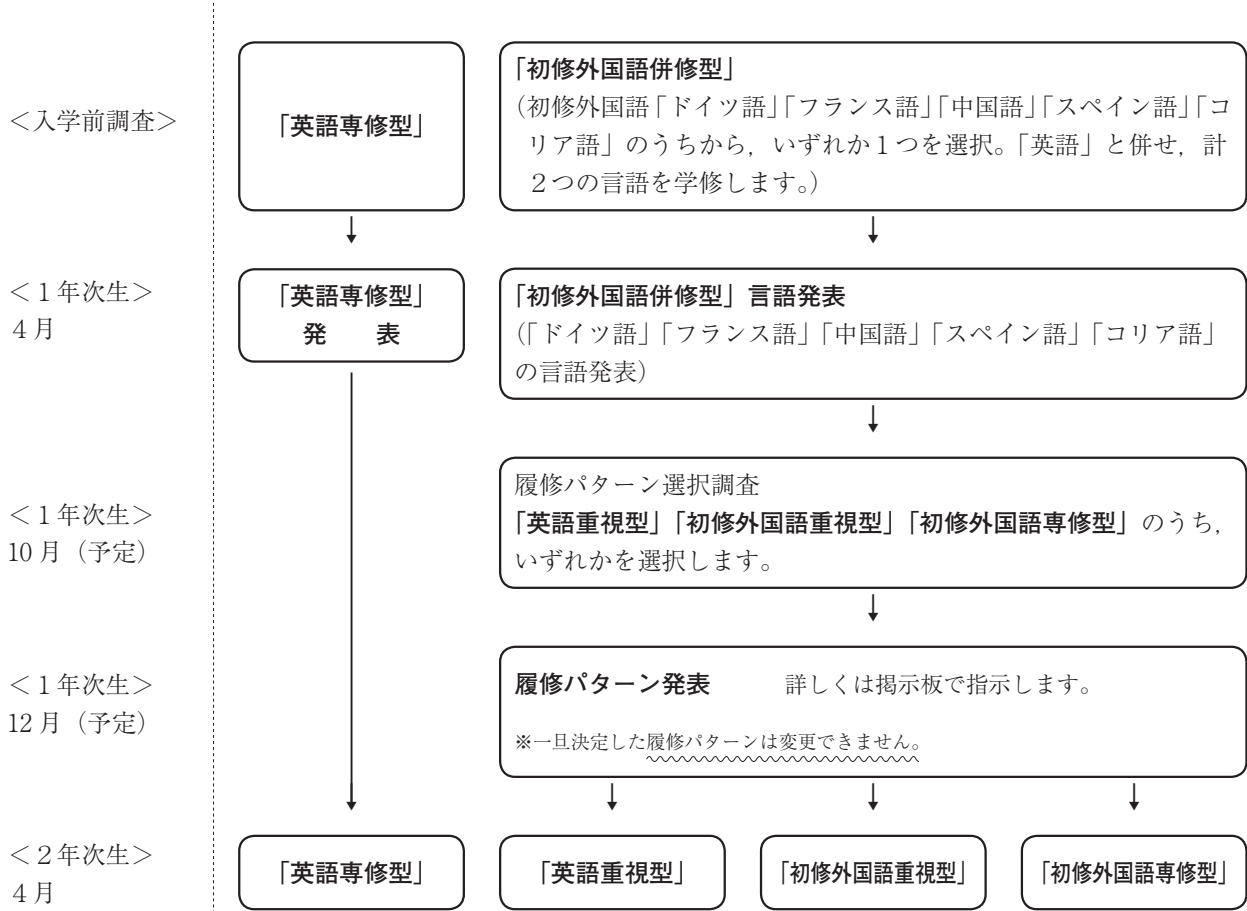 ＜入学前調査＞
「英語専修型」
「初修外国語併修型」
（初修外国語「ドイツ語」「フランス語」「中国語」「スペイン語」「コ
リア語」のうちから，いずれか１つを選択。「英語」と併せ，計
２つの言語を学修します。）
＜１年次生＞
４月
「英語専修型」
発　　表
「初修外国語併修型」言語発表
（「ドイツ語」「フランス語」「中国語」「スペイン語」「コリア語」
の言語発表）
＜１年次生＞
10月（予定）
履修パターン選択調査
「英語重視型」「初修外国語重視型」「初修外国語専修型」のうち，
いずれかを選択します。
＜１年次生＞
12月（予定）
履修パターン発表　　詳しくは掲示板で指示します。
※一旦決定した履修パターンは変更できません。
＜２年次生＞
４月
「英語専修型」
「英語重視型」
「初修外国語重視型」
「初修外国語専修型」